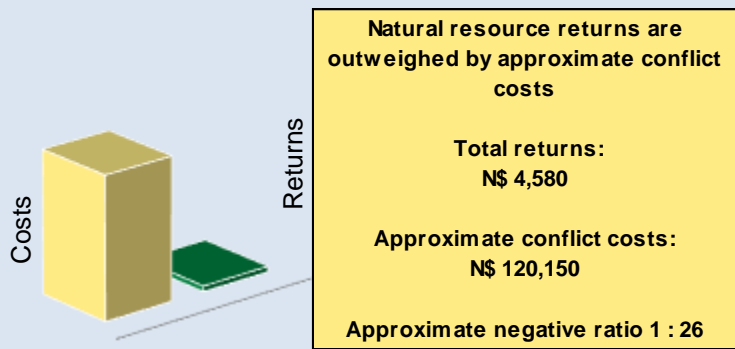 Costs
Returns
Natural resource returns are
outweighed by approximate conflict
costs
Total returns:
N$ 4,580
Approximate conflict costs:
N$ 120,150
Approximate negative ratio 1 : 26